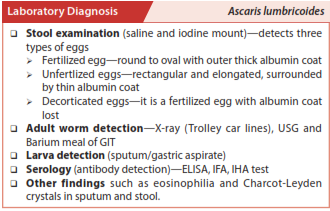 Laboratory Diagnosis Ascaris lumbricoides
❑ Stool examination (saline and iodine mount)—detects three
types of eggs
➢ Fertilized egg—round to oval with outer thick albumin coat
➢ Unfertlized eggs—rectangular and elongated, surrounded
by thin albumin coat
➢ Decorticated eggs—it is a fertilized egg with albumin coat
lost
❑ Adult worm detection—X-ray (Trolley car lines), USG and
Barium meal of GIT
❑ Larva detection (sputum/gastric aspirate)
❑ Serology (antibody detection)—ELISA, IFA, IHA test
❑ Other findings such as eosinophilia and Charcot-Leyden
crystals in sputum and stool.